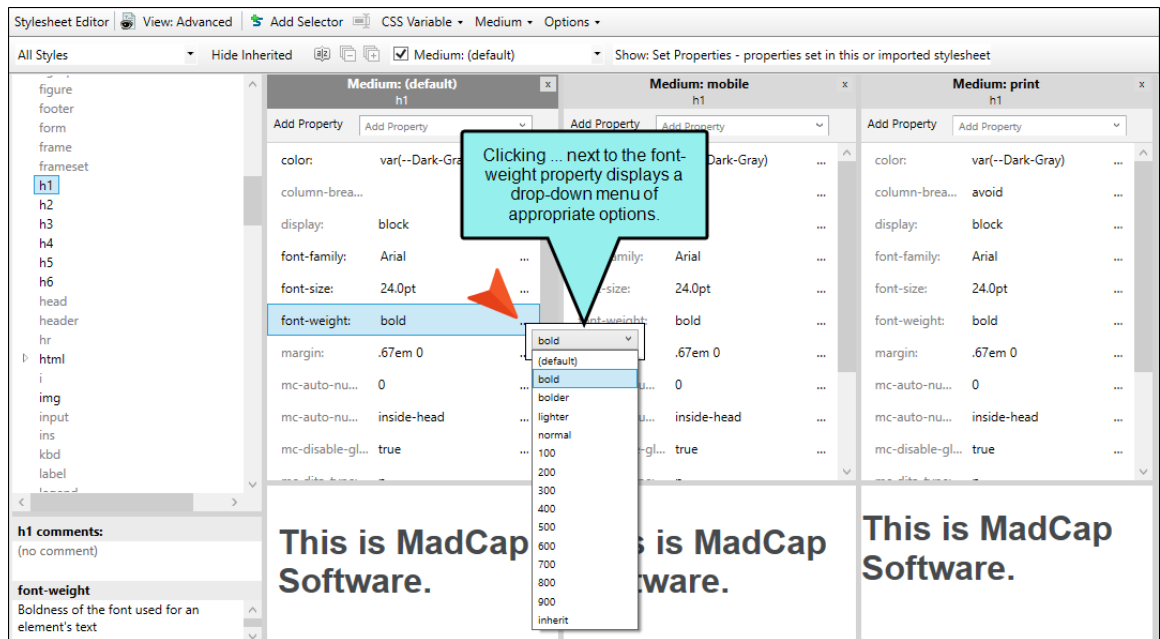 Stylesheet Editor View: Advanced Add Selector CSS Variable Medium Options
All Styles Hide Inherited Medium: (default) Show: Set Properties - properties set in this or imported stylesheet
figure
footer
form
frame
frameset
h1
h2
h3
h4
h5
h6
head
header
hr
html
i
img
input
ins
kbd
label
h1 comments:
(no comment)
font-weight
Boldness of the font used for an
element's text
Medium: (default) x
h1
Add Property Add Property
color: var(--Dark-Gra
column-brea...
display: block
font-family: Arial ...
font-size: 24.0pt ...
font-weight: bold ...
margin: .67em 0 ...
mc-auto-nu... 0 ...
mc-auto-nu... inside-head ...
mc-disable-gl... true ...
This is MadCap
Software.
Clicking ... next to the font-
weight property displays a
drop-down menu of
appropriate options.
bold
(default)
bold
bolder
lighter
normal
100
200
300
400
500
600
700
800
900
inherit
Medium: mobile x
h1
Add Property Add Property
Dark-Gray) ...
...
...
amily: Arial ...
-size: 24.0pt ...
font-weight: bold ...
.67em 0 ...
0 ...
inside-head ...
-gl... true ...
s is MadCap
tware.
Medium: print x
h1
Add Property Add Property
color: var(--Dark-Gray) ...
column-brea... avoid ...
display: block ...
font-family: Arial ...
font-size: 24.0pt ...
font-weight: bold ...
margin: .67em 0 ...
mc-auto-nu... 0 ...
mc-auto-nu... inside-head ...
mc-disable-gl... true ...
This is MadCap
Software.